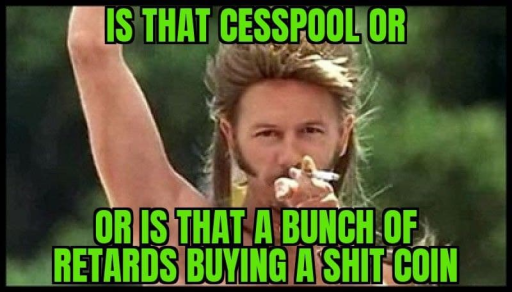 IS THAT CESSPOOL OR
OR IS THAT A BUNCH OF
RETARDS BUYING A SHIT COIN